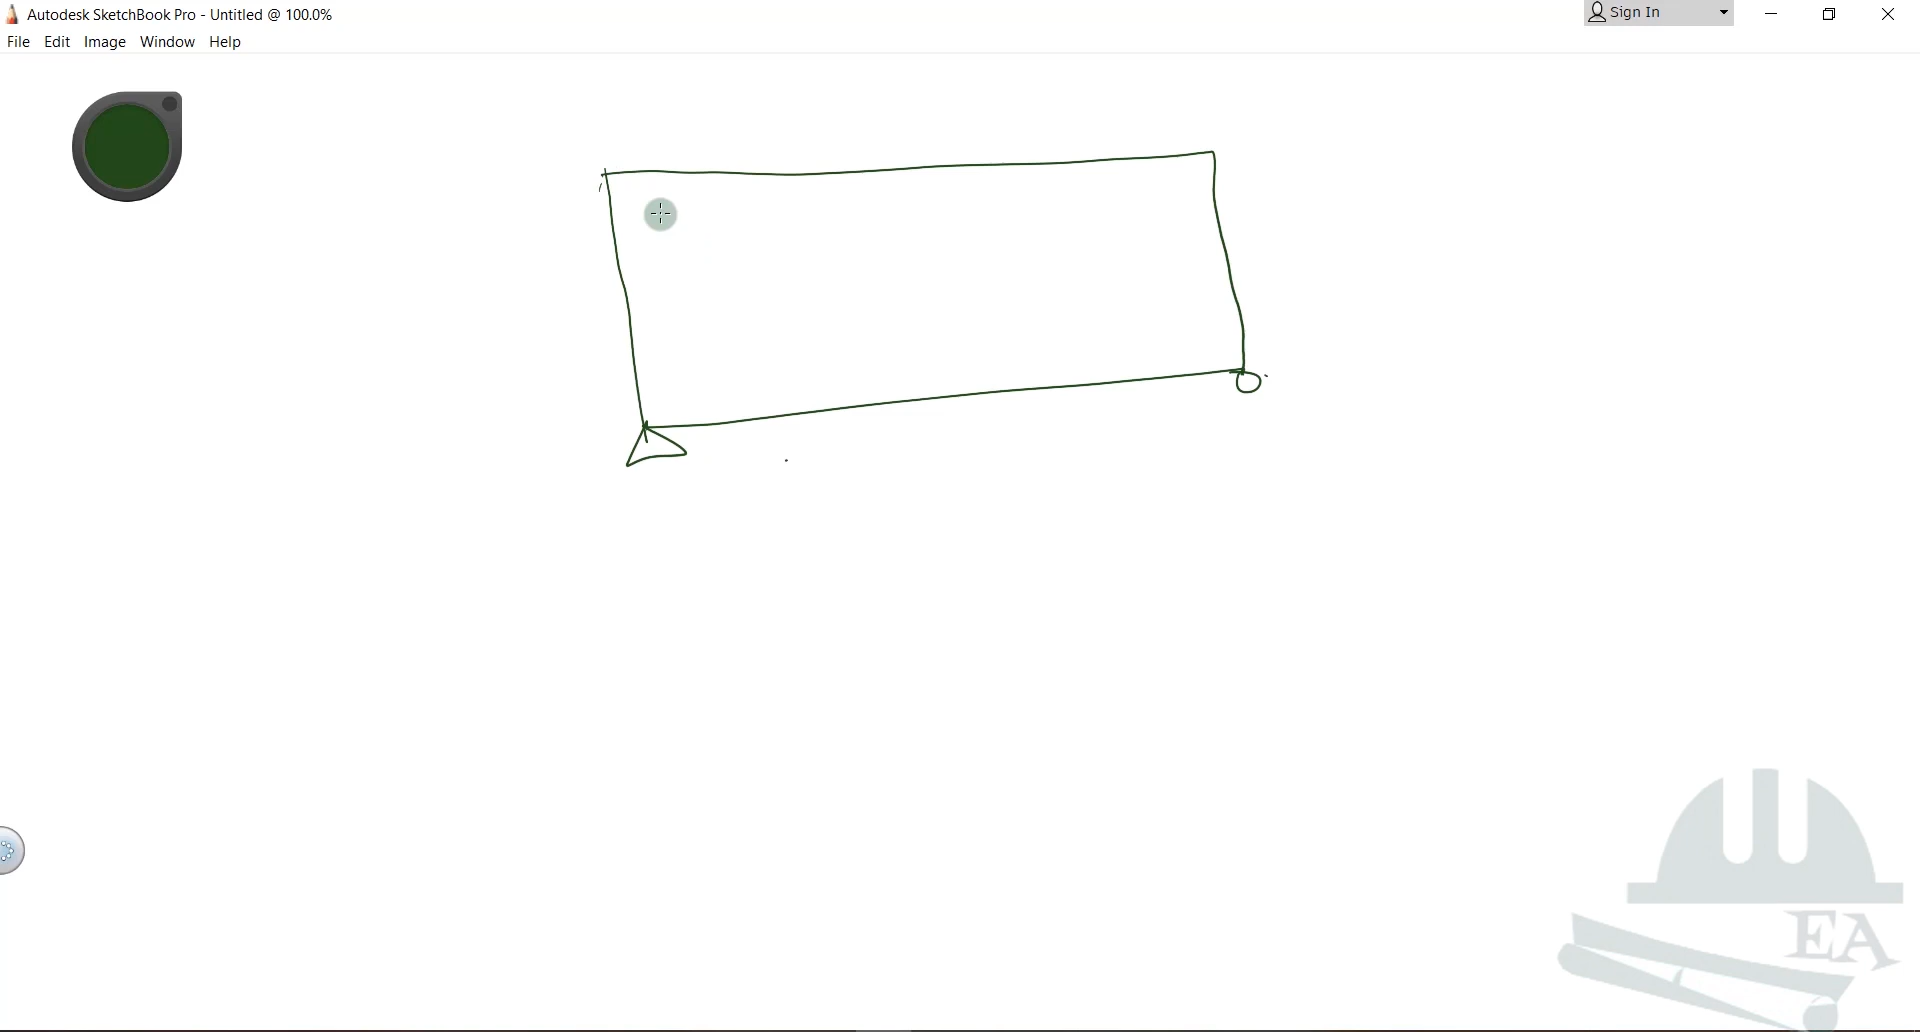 Autodesk SketchBook Pro - Untitled @ 100.0%
Sign In
File Edit Image Window Help
EA